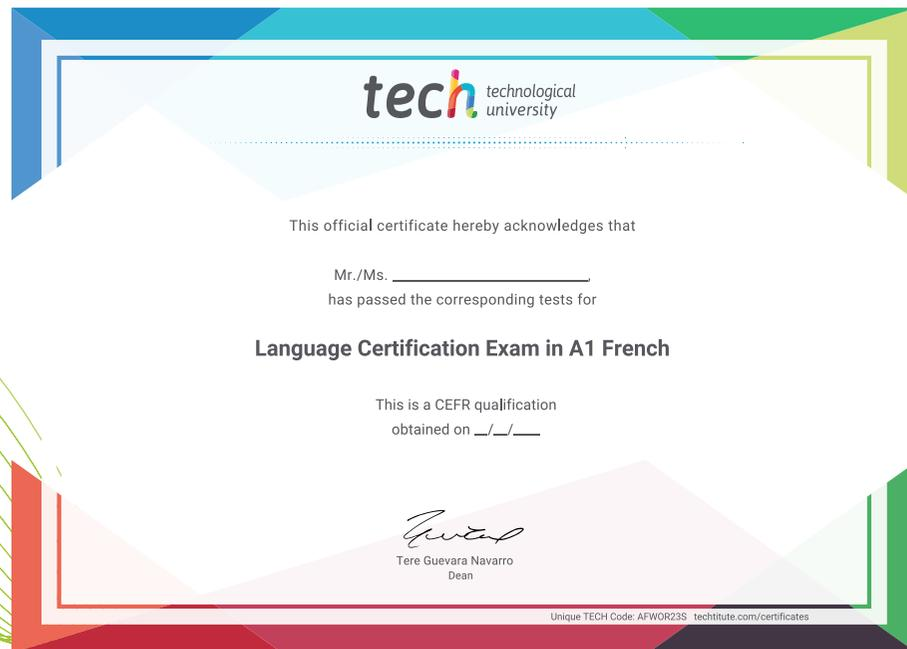 tech technological
university
This official certificate hereby acknowledges that
Mr./Ms. ____________________,
has passed the corresponding tests for
Language Certification Exam in A1 French
This is a CEFR qualification
obtained on __/__/____
Tere Guevara Navarro
Dean
Unique TECH Code: AFWOR23S techtitute.com/certificates